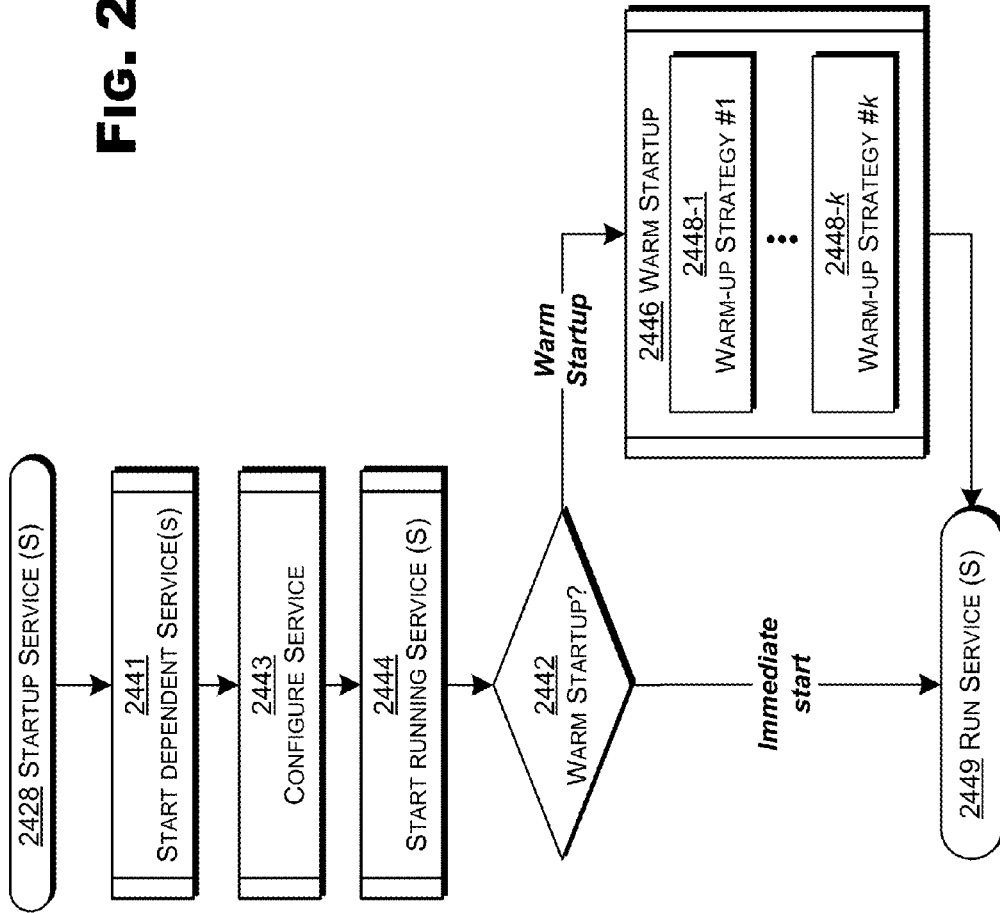 FIG. 2
2428 STARTUP SERVICE (S)
2441
START DEPENDENT SERVICE(S)
2443
CONFIGURE SERVICE
2444
START RUNNING SERVICE (S)
2442
WARM STARTUP?
Warm
Startup
2446 WARM STARTUP
2448-1
WARM-UP STRATEGY #1
2448-k
WARM-UP STRATEGY #k
Immediate
start
2449 RUN SERVICE (S)